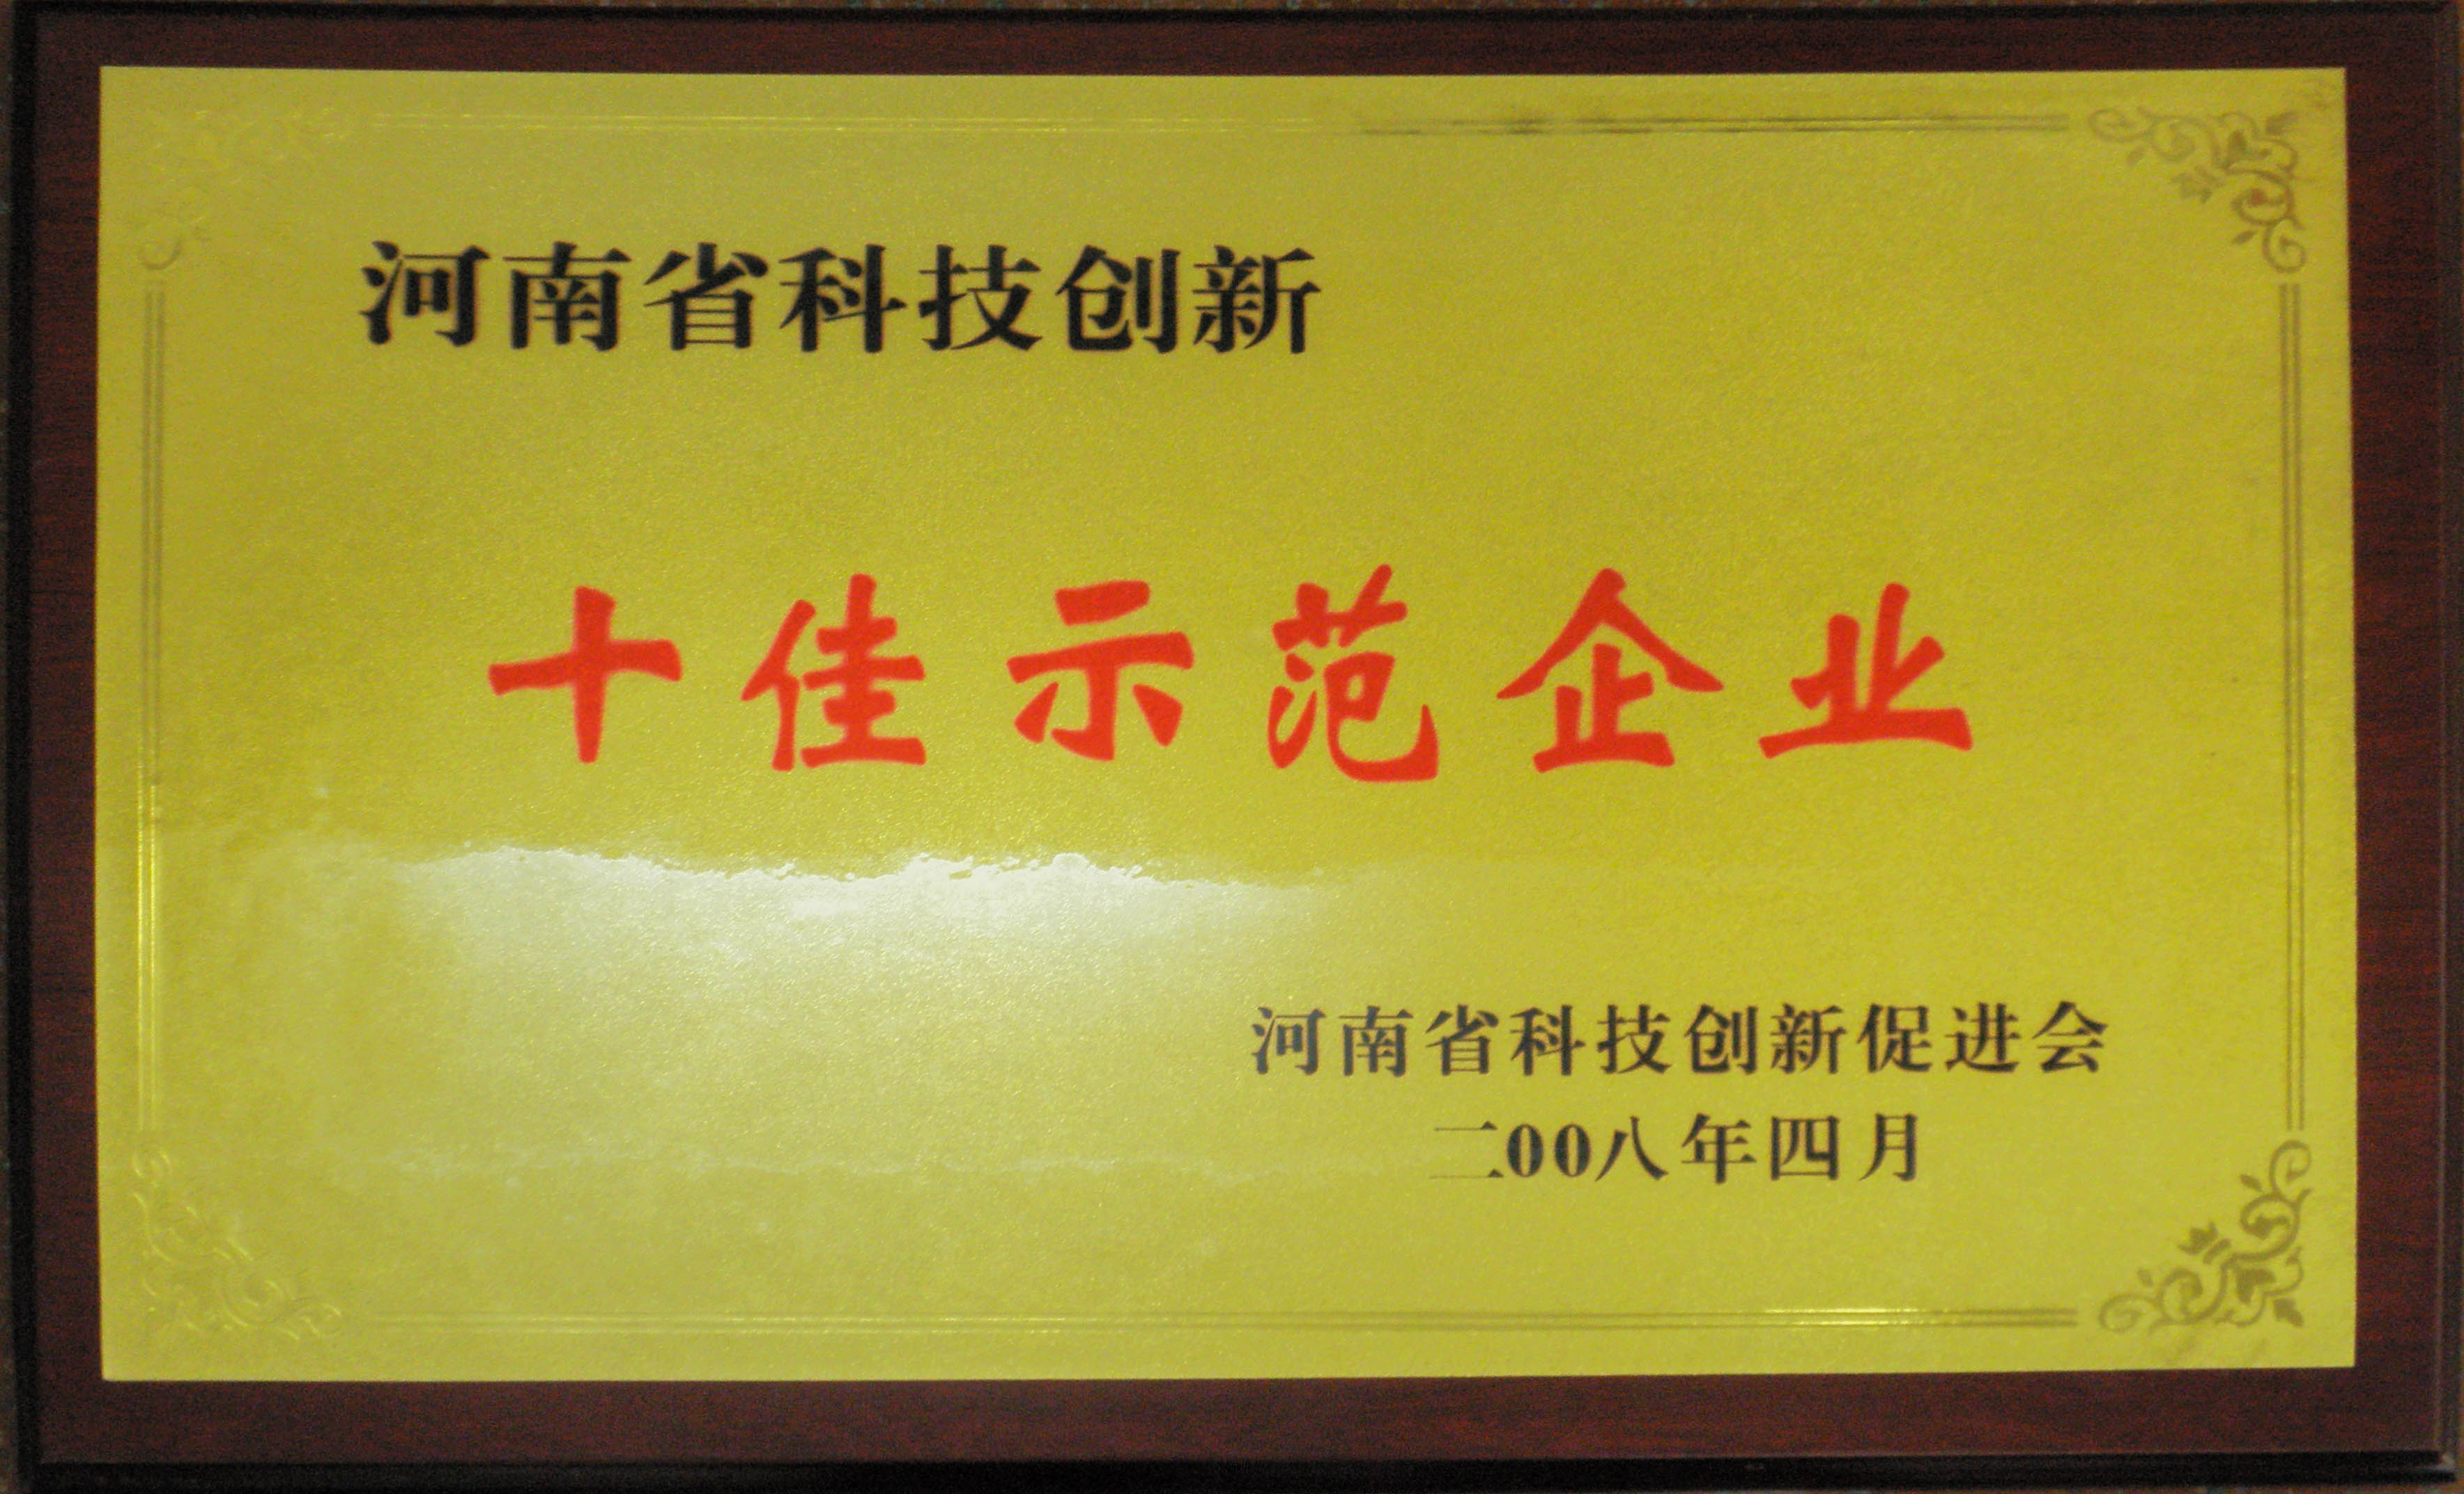 河南省科技创新
十佳示范企业
河南省科技创新促进会
二00八年四月